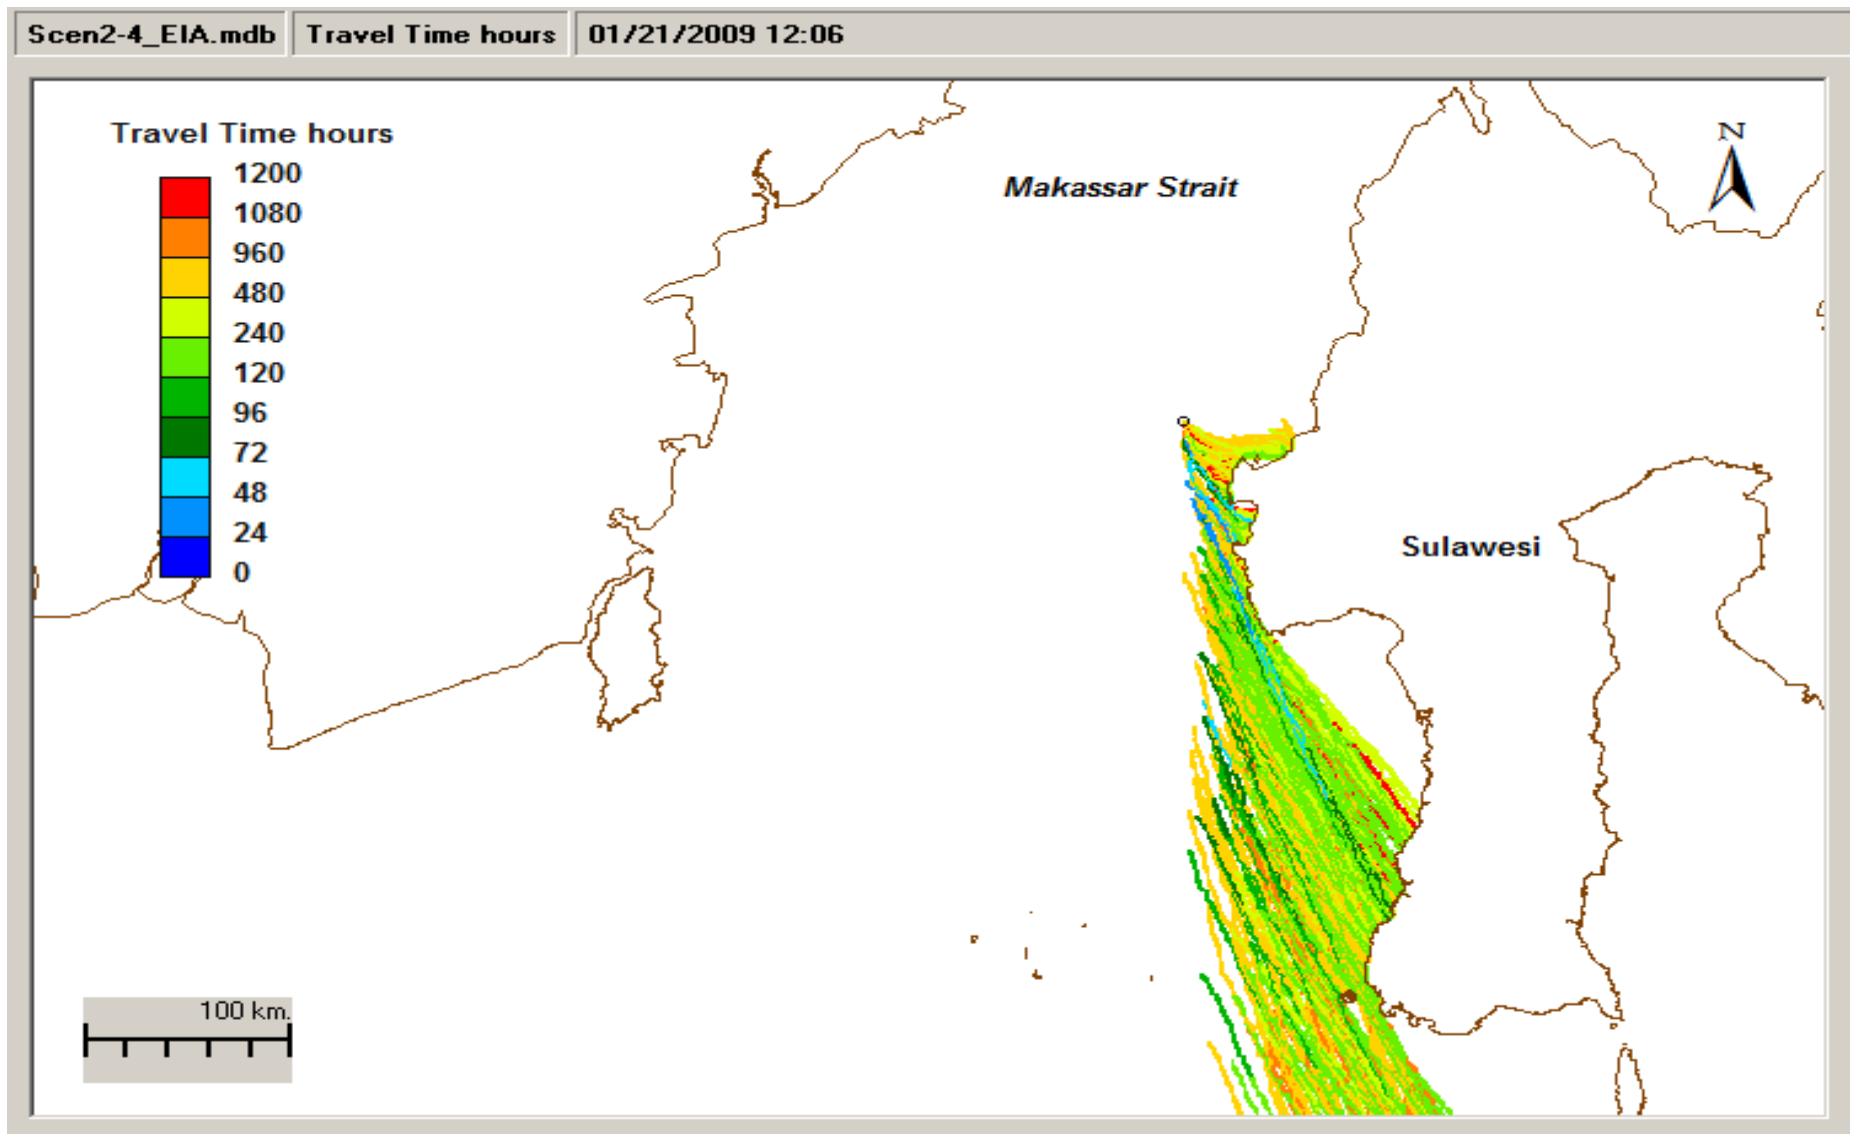 Scen2-4_EIA.mdb Travel Time hours 01/21/2009 12:06
Travel Time hours
1200
1080
960
480
240
120
96
72
48
24
0
Makassar Strait
N
Sulawesi
100 km.